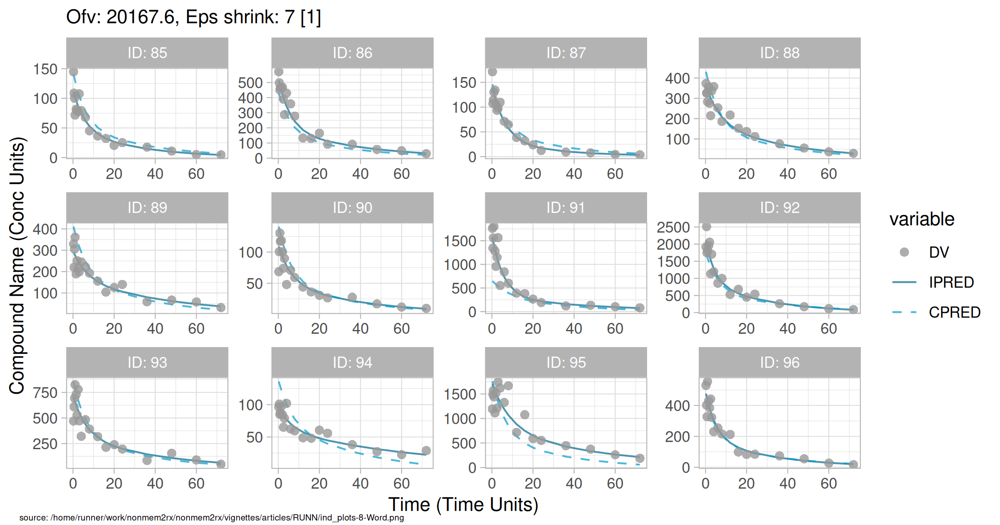 Ofv: 20167.6, Eps shrink: 7 [1]
Compound Name (Conc Units)
ID: 85
150
100
50
0
0 20 40 60
ID: 86
500
400
300
200
100
0
0 20 40 60
ID: 87
150
100
50
0
0 20 40 60
ID: 88
400
300
200
100
0 20 40 60
ID: 89
400
300
200
100
0 20 40 60
ID: 90
100
50
0 20 40 60
ID: 91
1500
1000
500
0
0 20 40 60
ID: 92
2500
2000
1500
1000
500
0
0 20 40 60
ID: 93
750
500
250
0 20 40 60
ID: 94
100
50
0 20 40 60
ID: 95
1500
1000
500
0
0 20 40 60
ID: 96
400
200
0
0 20 40 60
variable
DV
IPRED
CPRED
Time (Time Units)
source: /home/runner/work/nonmem2rx/nonmem2rx/vignettes/articles/RUNN/ind_plots-8-Word.png